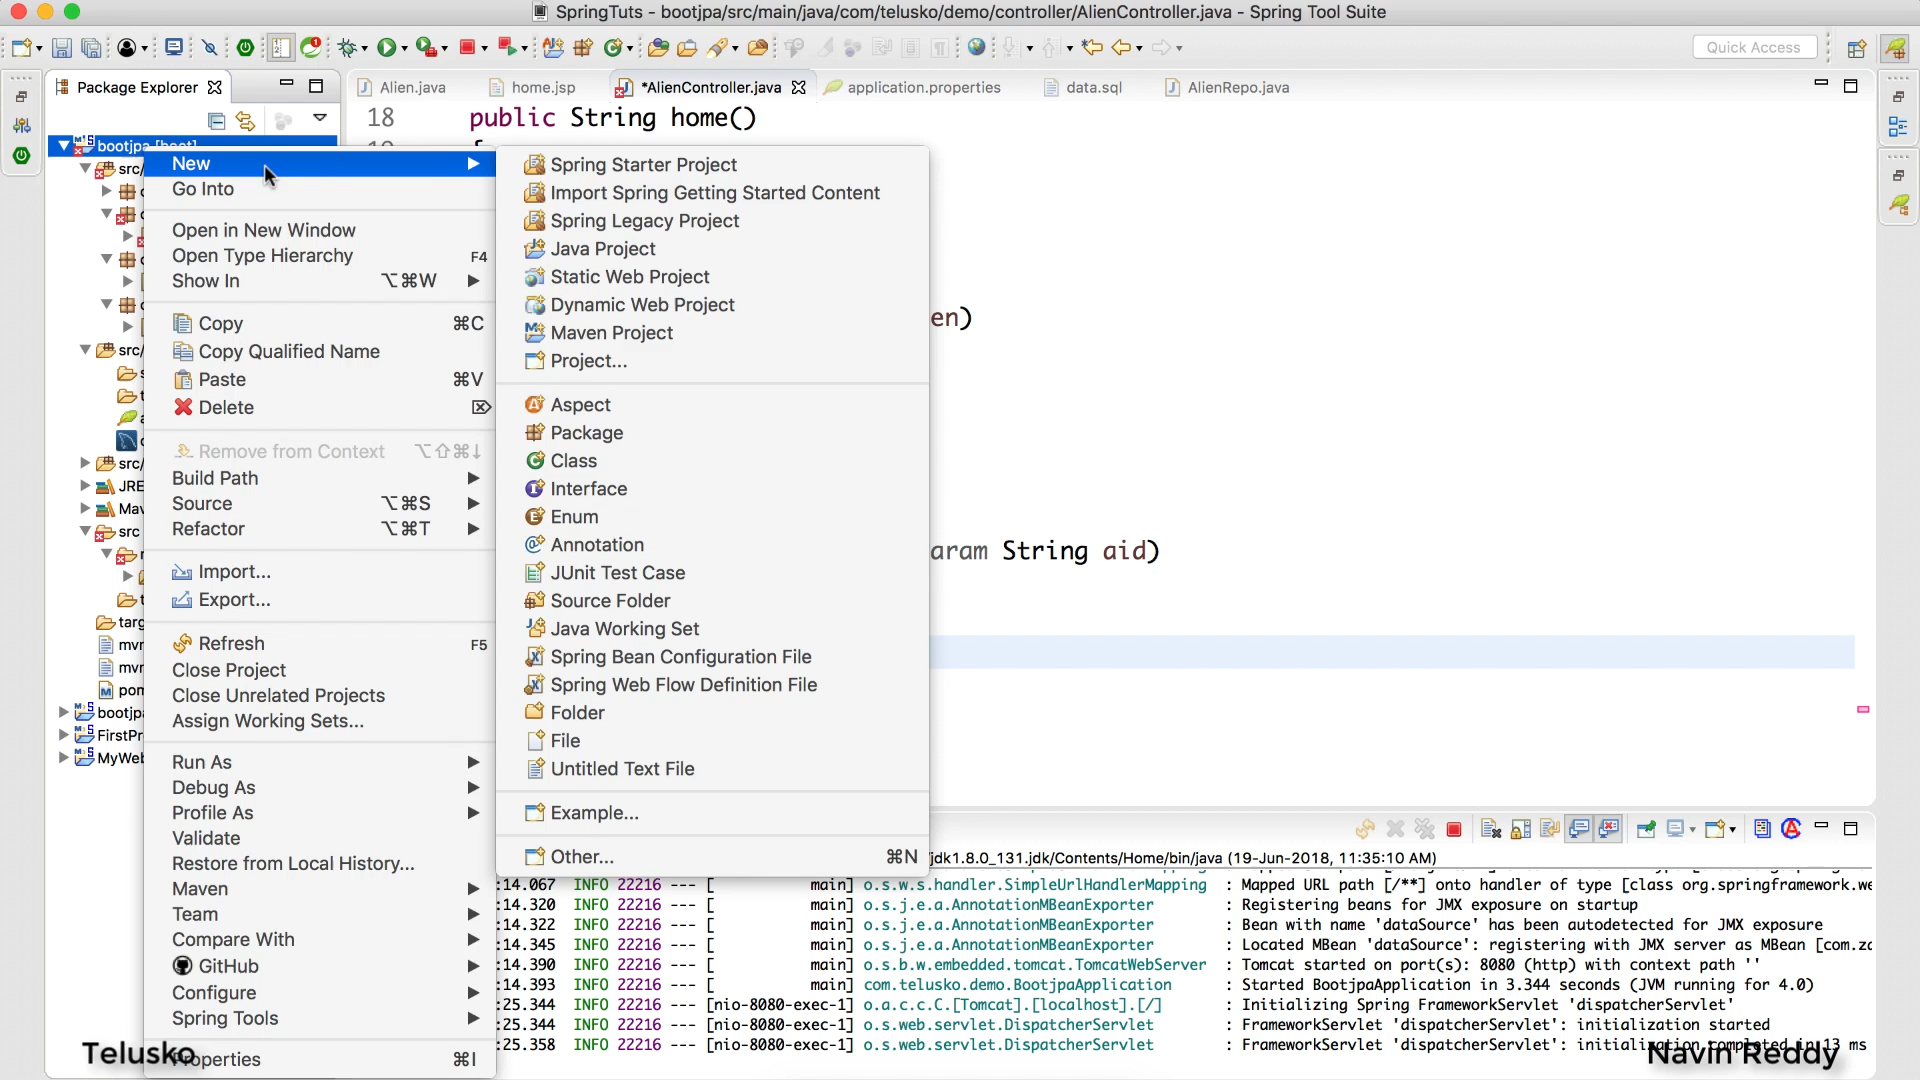 SpringTuts - bootjpa/src/main/java/com/telusko/demo/controller/AlienController.java - Spring Tool Suite
Quick Access
Package Explorer
Alien.java
home.jsp
*AlienController.java
application.properties
data.sql
AlienRepo.java
18 public String home()
bootjpa [boot]
src/
src/
src/
JRE
Mav
src
targ
mvn
mvn
pom
bootjpa
FirstPr
MyWeb
New
Go Into
Open in New Window
Open Type Hierarchy F4
Show In ⌥⌘W
Copy ⌘C
Copy Qualified Name
Paste ⌘V
Delete ⌦
Remove from Context ⌥⇧⌘↓
Build Path
Source ⌥⌘S
Refactor ⌥⌘T
Import...
Export...
Refresh F5
Close Project
Close Unrelated Projects
Assign Working Sets...
Run As
Debug As
Profile As
Validate
Restore from Local History...
Maven
Team
Compare With
GitHub
Configure
Spring Tools
Properties ⌘I
Spring Starter Project
Import Spring Getting Started Content
Spring Legacy Project
Java Project
Static Web Project
Dynamic Web Project
Maven Project
Project...
Aspect
Package
Class
Interface
Enum
Annotation
JUnit Test Case
Source Folder
Java Working Set
Spring Bean Configuration File
Spring Web Flow Definition File
Folder
File
Untitled Text File
Example...
Other... ⌘N
en)
aram String aid)
/jdk1.8.0_131.jdk/Contents/Home/bin/java (19-Jun-2018, 11:35:10 AM)
:14.067 INFO 22216 --- [ main] o.s.w.s.handler.SimpleUrlHandlerMapping : Mapped URL path [/**] onto handler of type [class org.springframework.we
:14.320 INFO 22216 --- [ main] o.s.j.e.a.AnnotationMBeanExporter : Registering beans for JMX exposure on startup
:14.322 INFO 22216 --- [ main] o.s.j.e.a.AnnotationMBeanExporter : Bean with name 'dataSource' has been autodetected for JMX exposure
:14.345 INFO 22216 --- [ main] o.s.j.e.a.AnnotationMBeanExporter : Located MBean 'dataSource': registering with JMX server as MBean [com.za
:14.390 INFO 22216 --- [ main] o.s.b.w.embedded.tomcat.TomcatWebServer : Tomcat started on port(s): 8080 (http) with context path ''
:14.393 INFO 22216 --- [ main] com.telusko.demo.BootjpaApplication : Started BootjpaApplication in 3.344 seconds (JVM running for 4.0)
:25.344 INFO 22216 --- [nio-8080-exec-1] o.a.c.c.C.[Tomcat].[localhost].[/] : Initializing Spring FrameworkServlet 'dispatcherServlet'
:25.344 INFO 22216 --- [nio-8080-exec-1] o.s.web.servlet.DispatcherServlet : FrameworkServlet 'dispatcherServlet': initialization started
:25.358 INFO 22216 --- [nio-8080-exec-1] o.s.web.servlet.DispatcherServlet : FrameworkServlet 'dispatcherServlet': initialization completed in 13 ms
Telusko
Navin Reddy